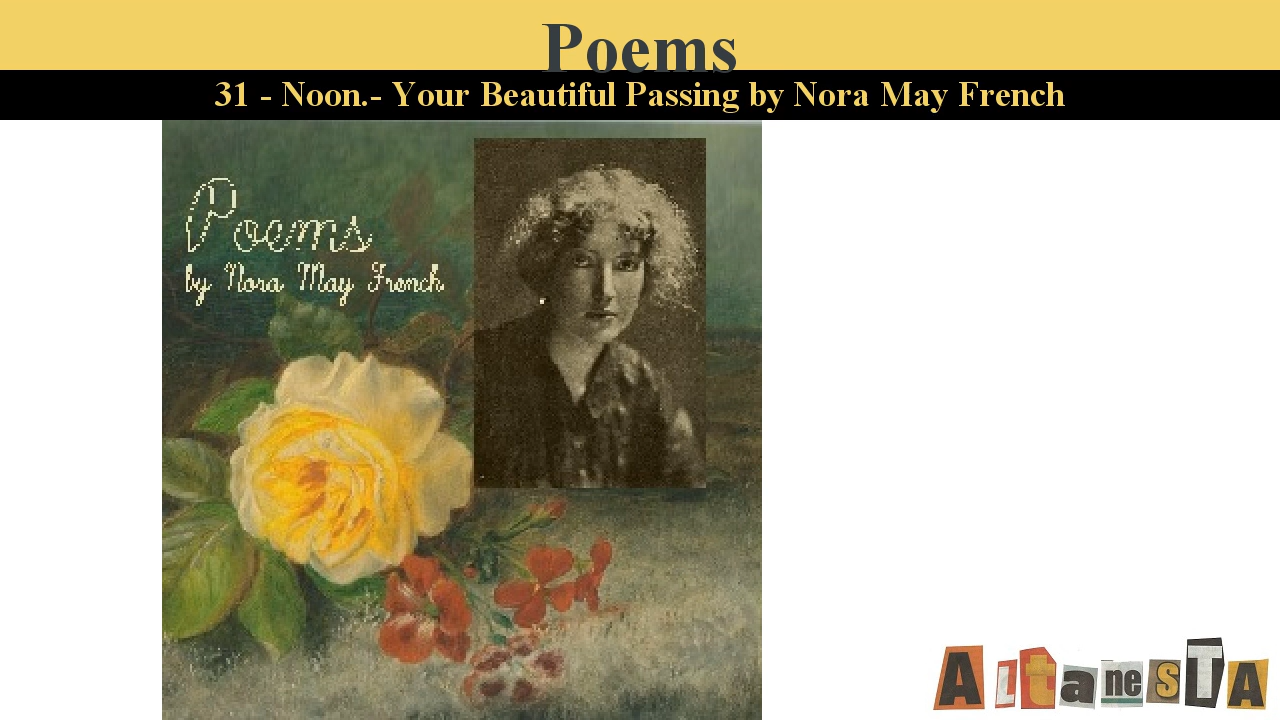 Poems
31 - Noon.- Your Beautiful Passing by Nora May French
Poems
by Nora May French
AltanesTA